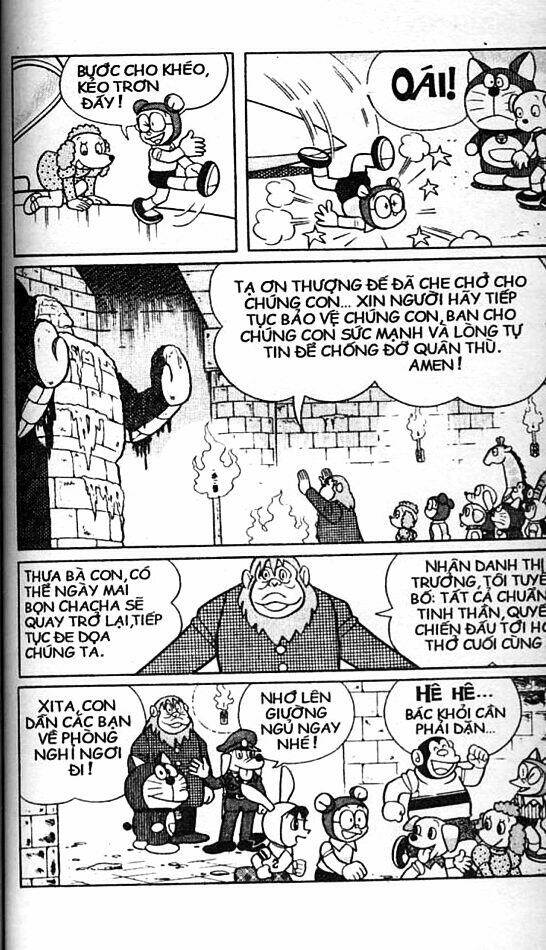 BƯỚC CHO KHÉO,
KẺO TRƠN
ĐẤY!
OÁI!
TẠ ƠN THƯỢNG ĐẾ ĐÃ CHE CHỞ CHO
CHÚNG CON... XIN NGƯỜI HÃY TIẾP
TỤC BẢO VỆ CHÚNG CON, BAN CHO
CHÚNG CON SỨC MẠNH VÀ LÒNG TỰ
TIN ĐỂ CHỐNG ĐỠ QUÂN THÙ.
AMEN!
THƯA BÀ CON, CÓ
THỂ NGÀY MAI
BỌN CHACHA SẼ
QUAY TRỞ LẠI, TIẾP
TỤC ĐE DỌA
CHÚNG TA.
NHÂN DANH THỊ
TRƯỞNG, TÔI TUYÊ
BỐ: TẤT CẢ CHUẨN
TINH THẦN, QUYẾ
CHIẾN ĐẤU TỚI HƠ
THỞ CUỐI CÙNG
XITA, CON
DẪN CÁC BẠN
VỀ PHÒNG
NGHỈ NGƠI
ĐI!
NHỚ LÊN
GIƯỜNG
NGỦ NGAY
NHÉ!
HÊ HÊ...
BÁC KHỎI CẦN
PHẢI DẶN...